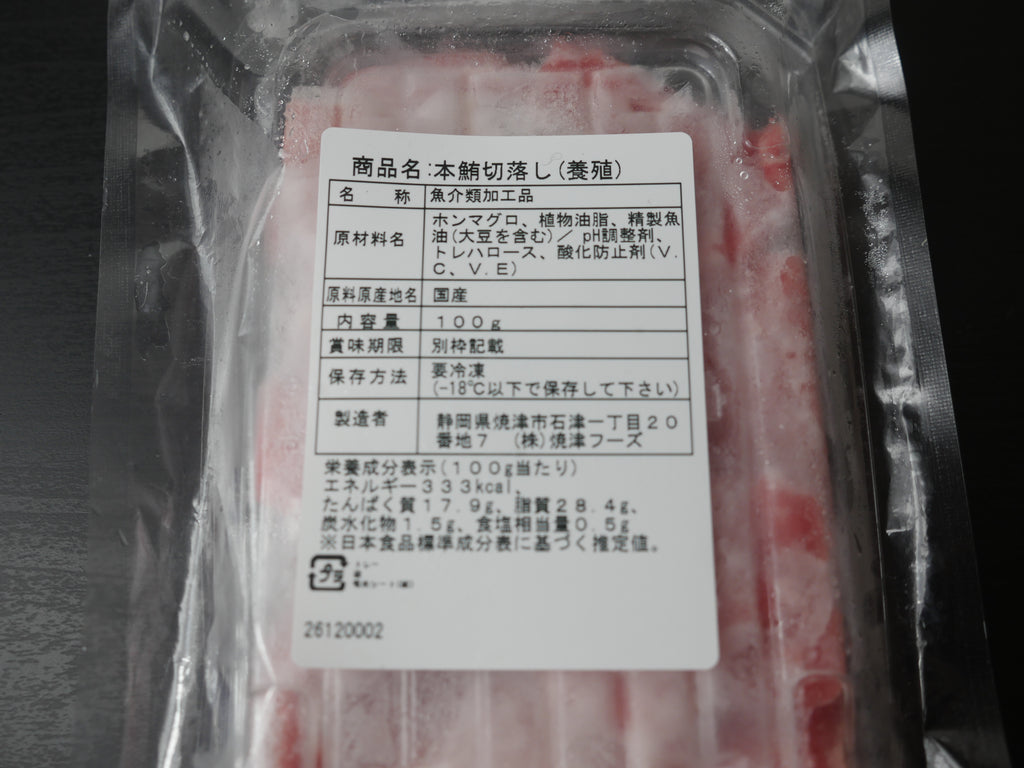 商品名:本鮪切落し(養殖)
名 称 魚介類加工品
原材料名 ホンマグロ、植物油脂、精製魚
油(大豆を含む)/ pH調整剤、
トレハロース、酸化防止剤(V.
C、V.E)
原料原産地名 国産
内容量 100g
賞味期限 別枠記載
保存方法 要冷凍
(-18℃以下で保存して下さい)
製造者 静岡県焼津市石津一丁目20
番地7 (株)焼津フーズ
栄養成分表示(100g当たり)
エネルギー333kcal、
たんぱく質17.9g、脂質28.4g、
炭水化物1.5g、食塩相当量0.5g
※日本食品標準成分表に基づく推定値。
プラ
トレー
26120002